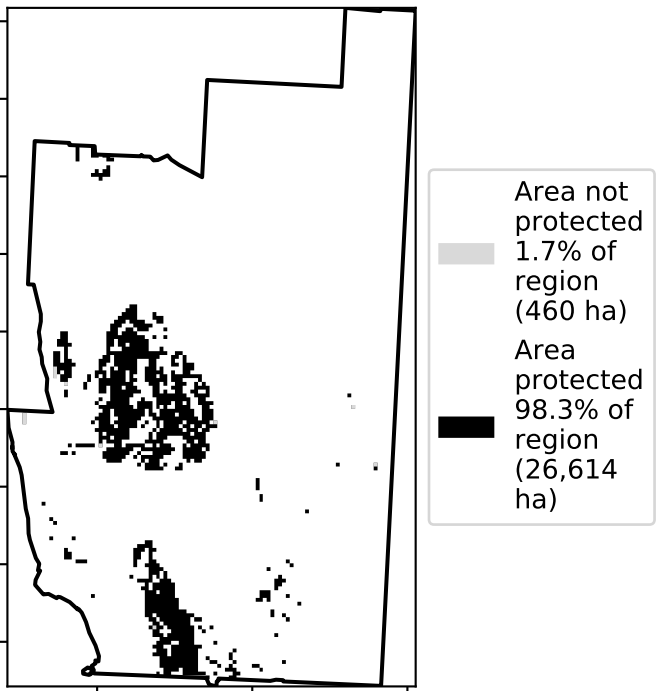 Area not
protected
1.7% of
region
(460 ha)
Area
protected
98.3% of
region
(26,614
ha)